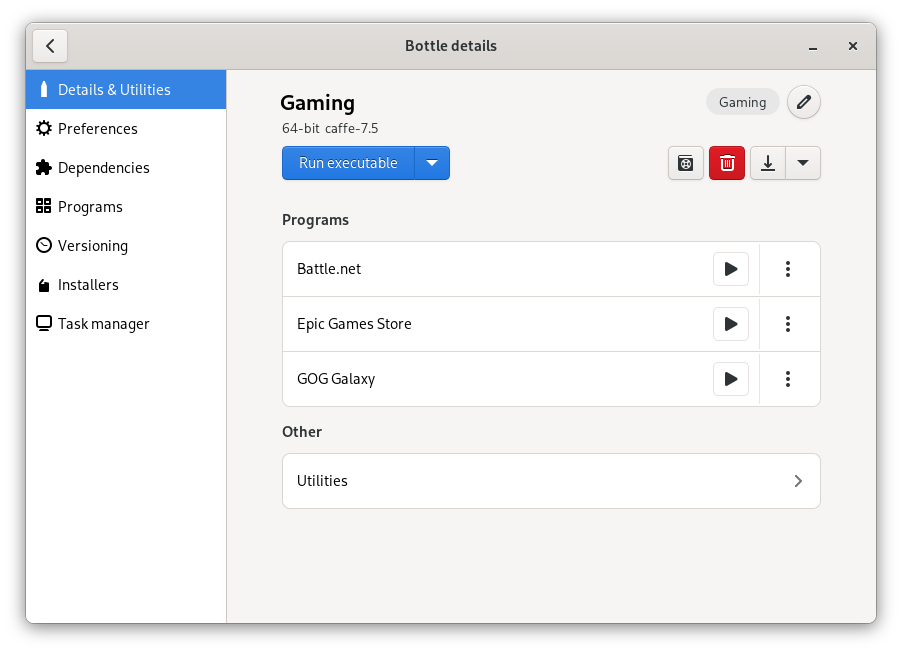 Bottle details
Details & Utilities
Preferences
Dependencies
Programs
Versioning
Installers
Task manager
Gaming
Gaming
64-bit caffe-7.5
Run executable
Programs
Battle.net
Epic Games Store
GOG Galaxy
Other
Utilities